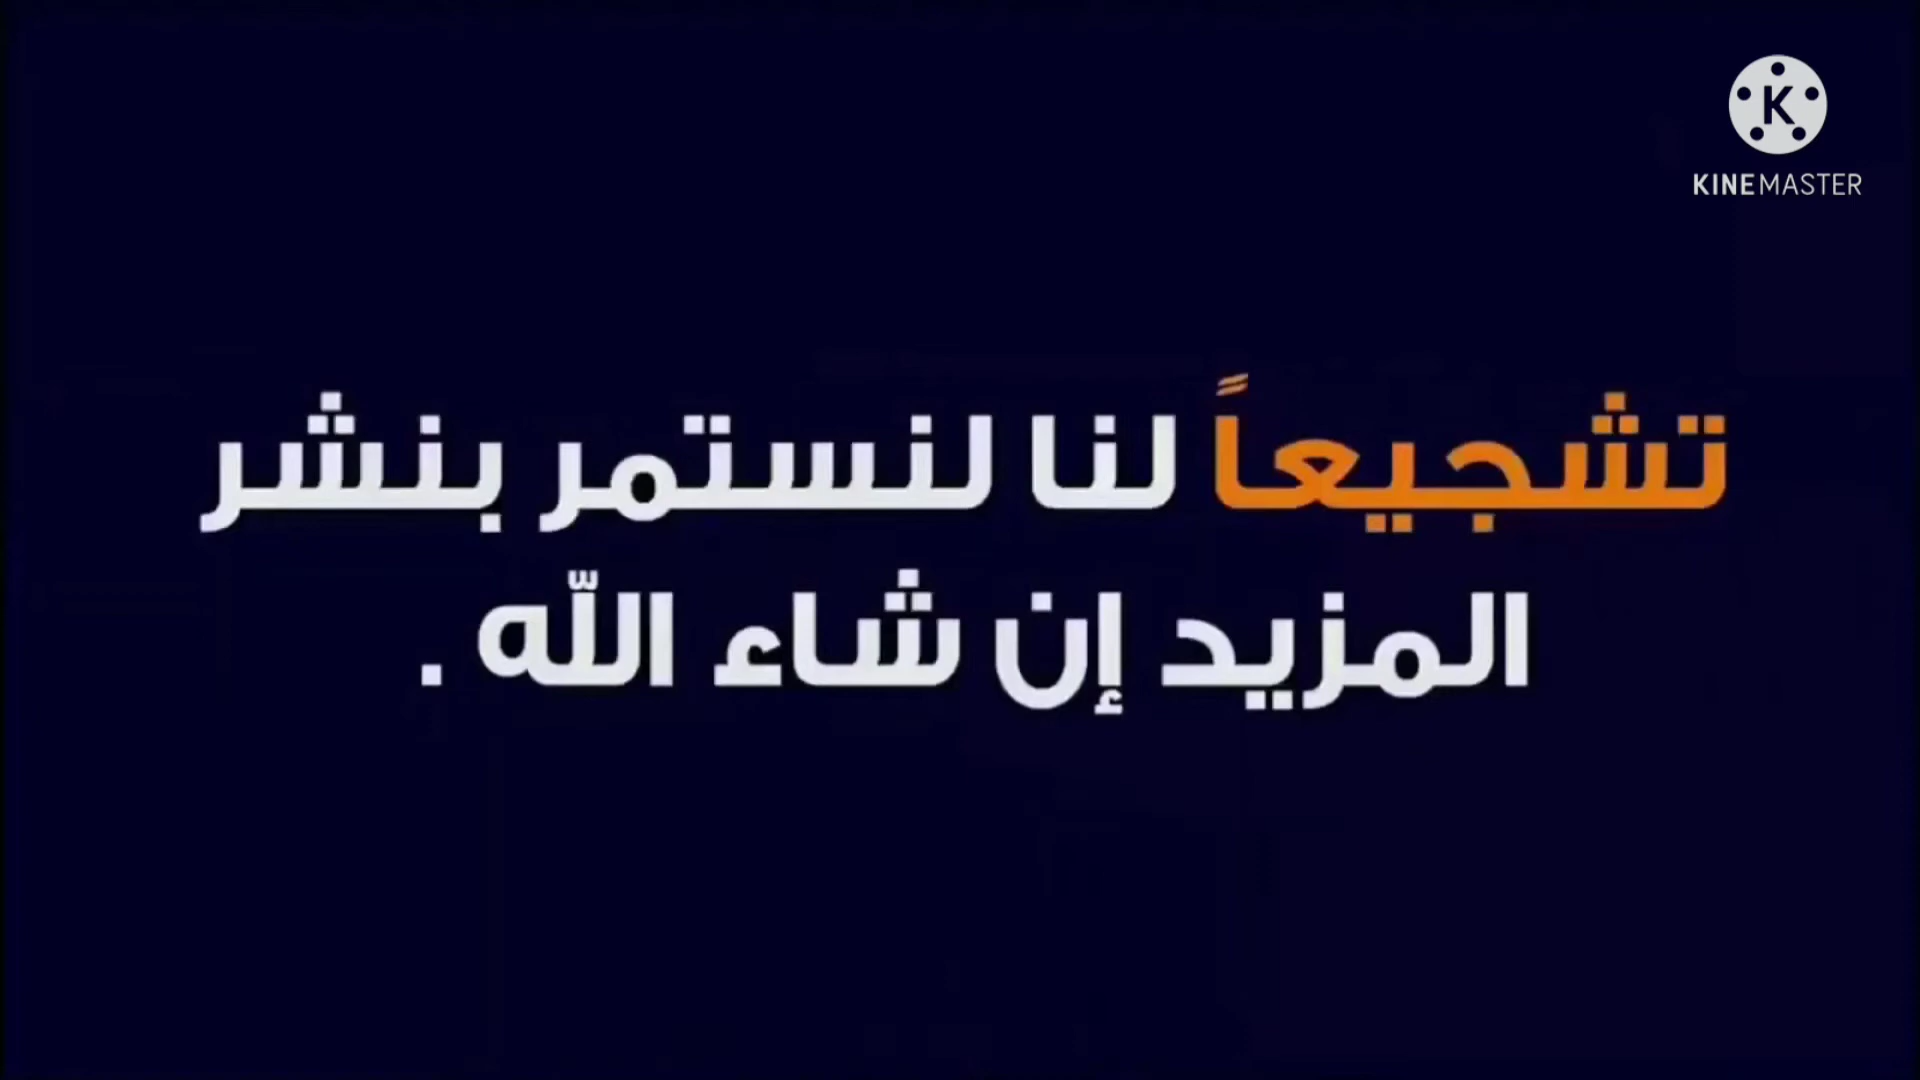 KINEMASTER
تشجيعاً لنا لنستمر بنشر
المزيد إن شاء الله .